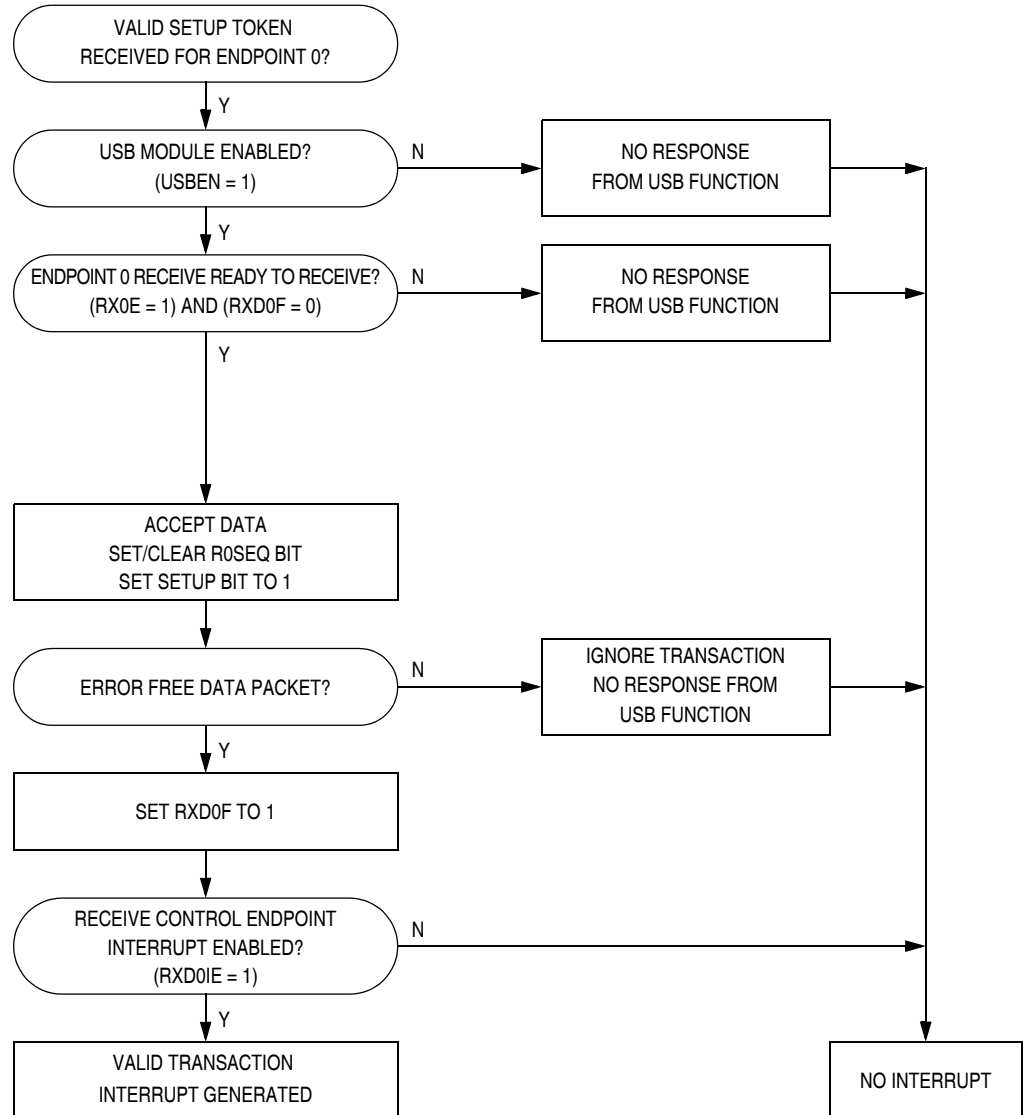 VALID SETUP TOKEN
RECEIVED FOR ENDPOINT 0?
Y
USB MODULE ENABLED?
(USBEN = 1)
N
NO RESPONSE
FROM USB FUNCTION
Y
ENDPOINT 0 RECEIVE READY TO RECEIVE?
(RX0E = 1) AND (RXD0F = 0)
N
NO RESPONSE
FROM USB FUNCTION
Y
ACCEPT DATA
SET/CLEAR R0SEQ BIT
SET SETUP BIT TO 1
ERROR FREE DATA PACKET?
N
IGNORE TRANSACTION
NO RESPONSE FROM
USB FUNCTION
Y
SET RXD0F TO 1
RECEIVE CONTROL ENDPOINT
INTERRUPT ENABLED?
(RXD0IE = 1)
N
Y
VALID TRANSACTION
INTERRUPT GENERATED
NO INTERRUPT